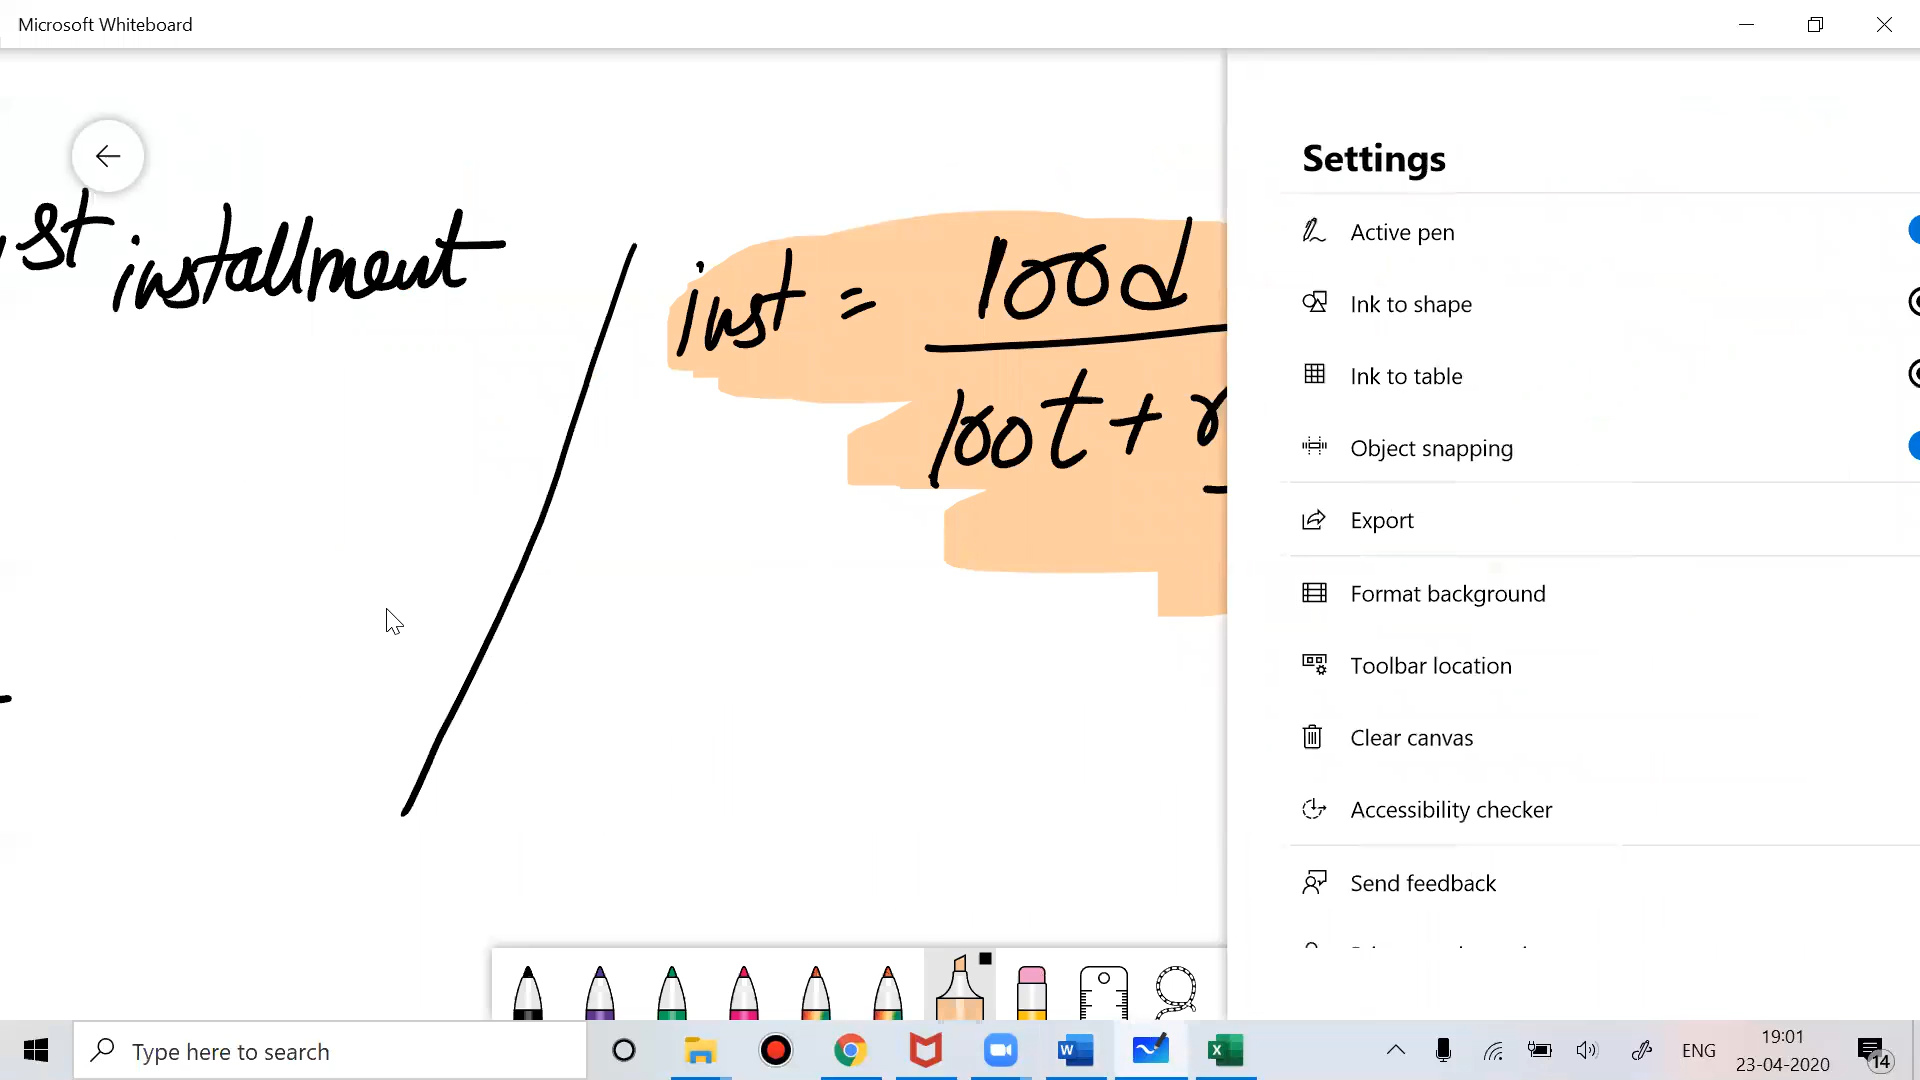 Microsoft Whiteboard
st installment
inst = 100d
100t + r
Settings
Active pen
Ink to shape
Ink to table
Object snapping
Export
Format background
Toolbar location
Clear canvas
Accessibility checker
Send feedback
Type here to search
ENG
19:01
23-04-2020
14